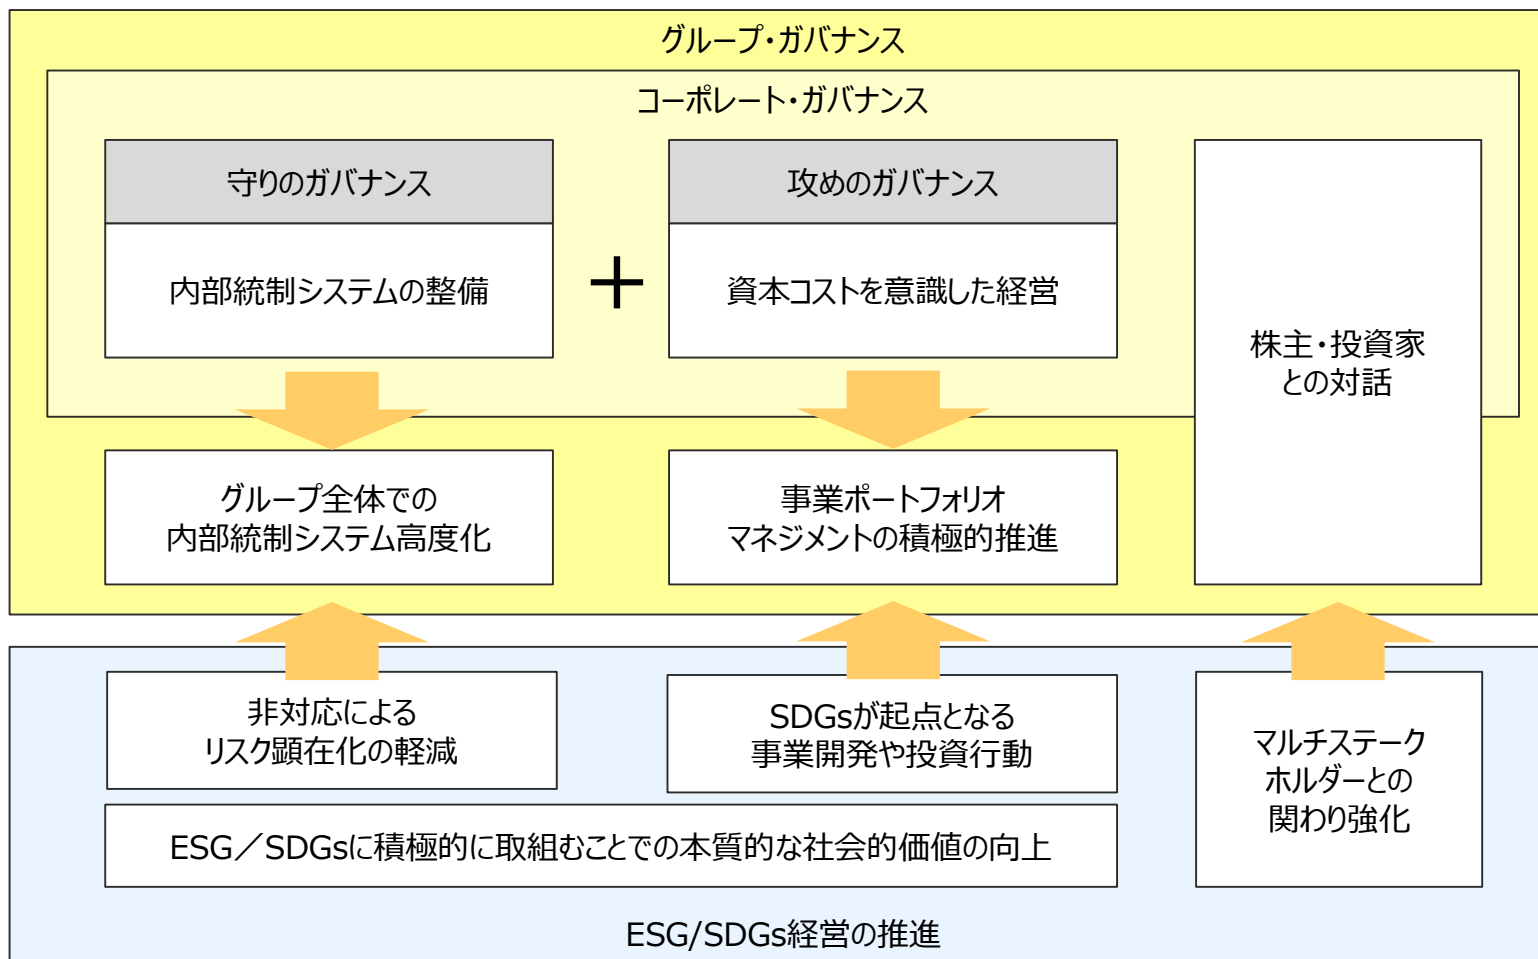 グループ・ガバナンス
コーポレート・ガバナンス
守りのガバナンス
内部統制システムの整備
＋
攻めのガバナンス
資本コストを意識した経営
株主・投資家
との対話
グループ全体での
内部統制システム高度化
事業ポートフォリオ
マネジメントの積極的推進
非対応による
リスク顕在化の軽減
SDGsが起点となる
事業開発や投資行動
マルチステーク
ホルダーとの
関わり強化
ESG／SDGsに積極的に取組むことでの本質的な社会的価値の向上
ESG/SDGs経営の推進